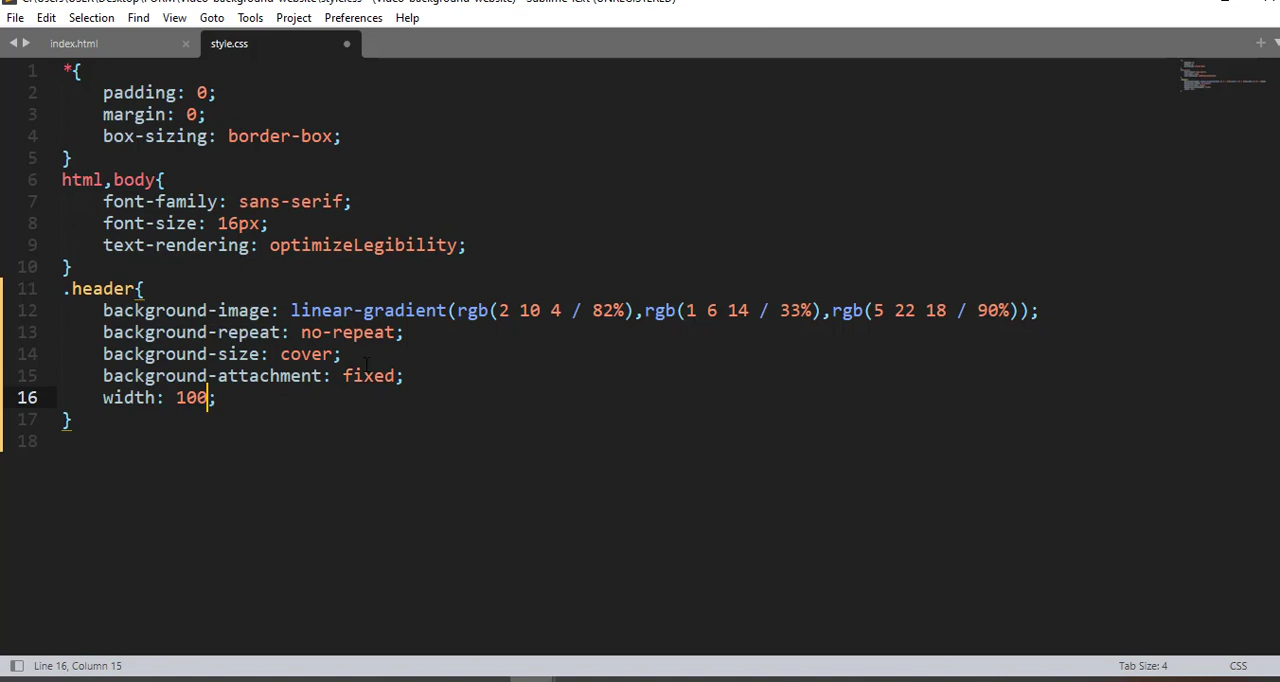 File Edit Selection Find View Goto Tools Project Preferences Help
index.html × style.css
1 *{
2 padding: 0;
3 margin: 0;
4 box-sizing: border-box;
5 }
6 html,body{
7 font-family: sans-serif;
8 font-size: 16px;
9 text-rendering: optimizeLegibility;
10 }
11 .header{
12 background-image: linear-gradient(rgb(2 10 4 / 82%),rgb(1 6 14 / 33%),rgb(5 22 18 / 90%));
13 background-repeat: no-repeat;
14 background-size: cover;
15 background-attachment: fixed;
16 width: 100;
17 }
18
Line 16, Column 15 Tab Size: 4 CSS